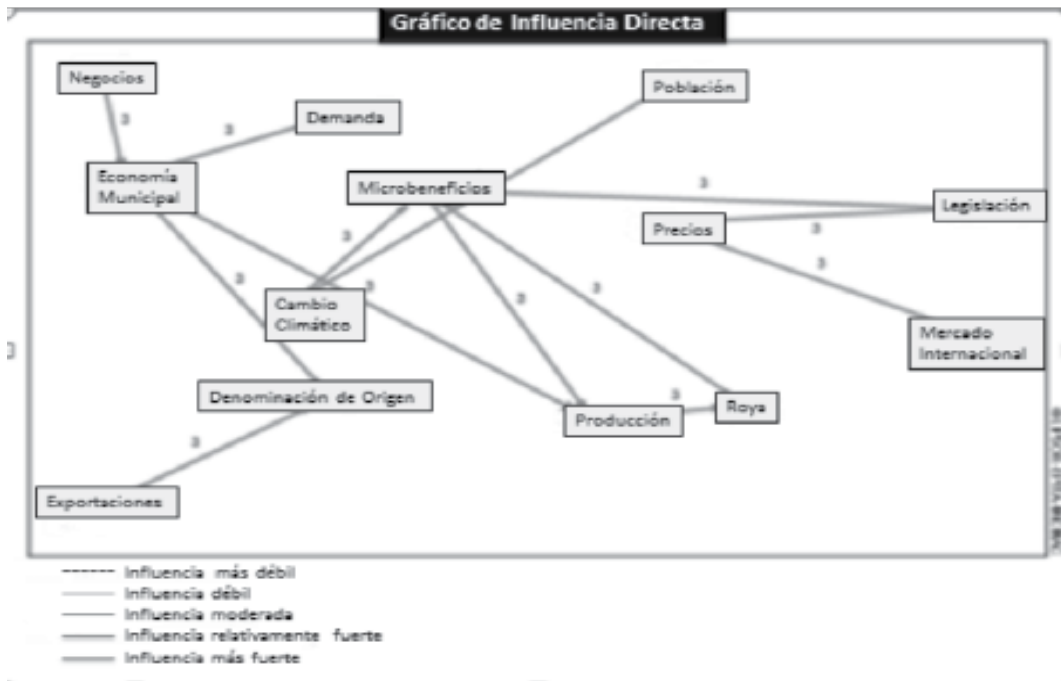 Gráfico de Influencia Directa
Negocios
Población
3
3
Demanda
Economía
Municipal
Microbeneficios
3
Legislación
Precios
3
3
3
3
3
3
3
Cambio
Climático
3
Mercado
Internacional
Denominación de Origen
3
Roya
Producción
3
Exportaciones
Influencia más débil
Influencia débil
Influencia moderada
Influencia relativamente fuerte
Influencia más fuerte